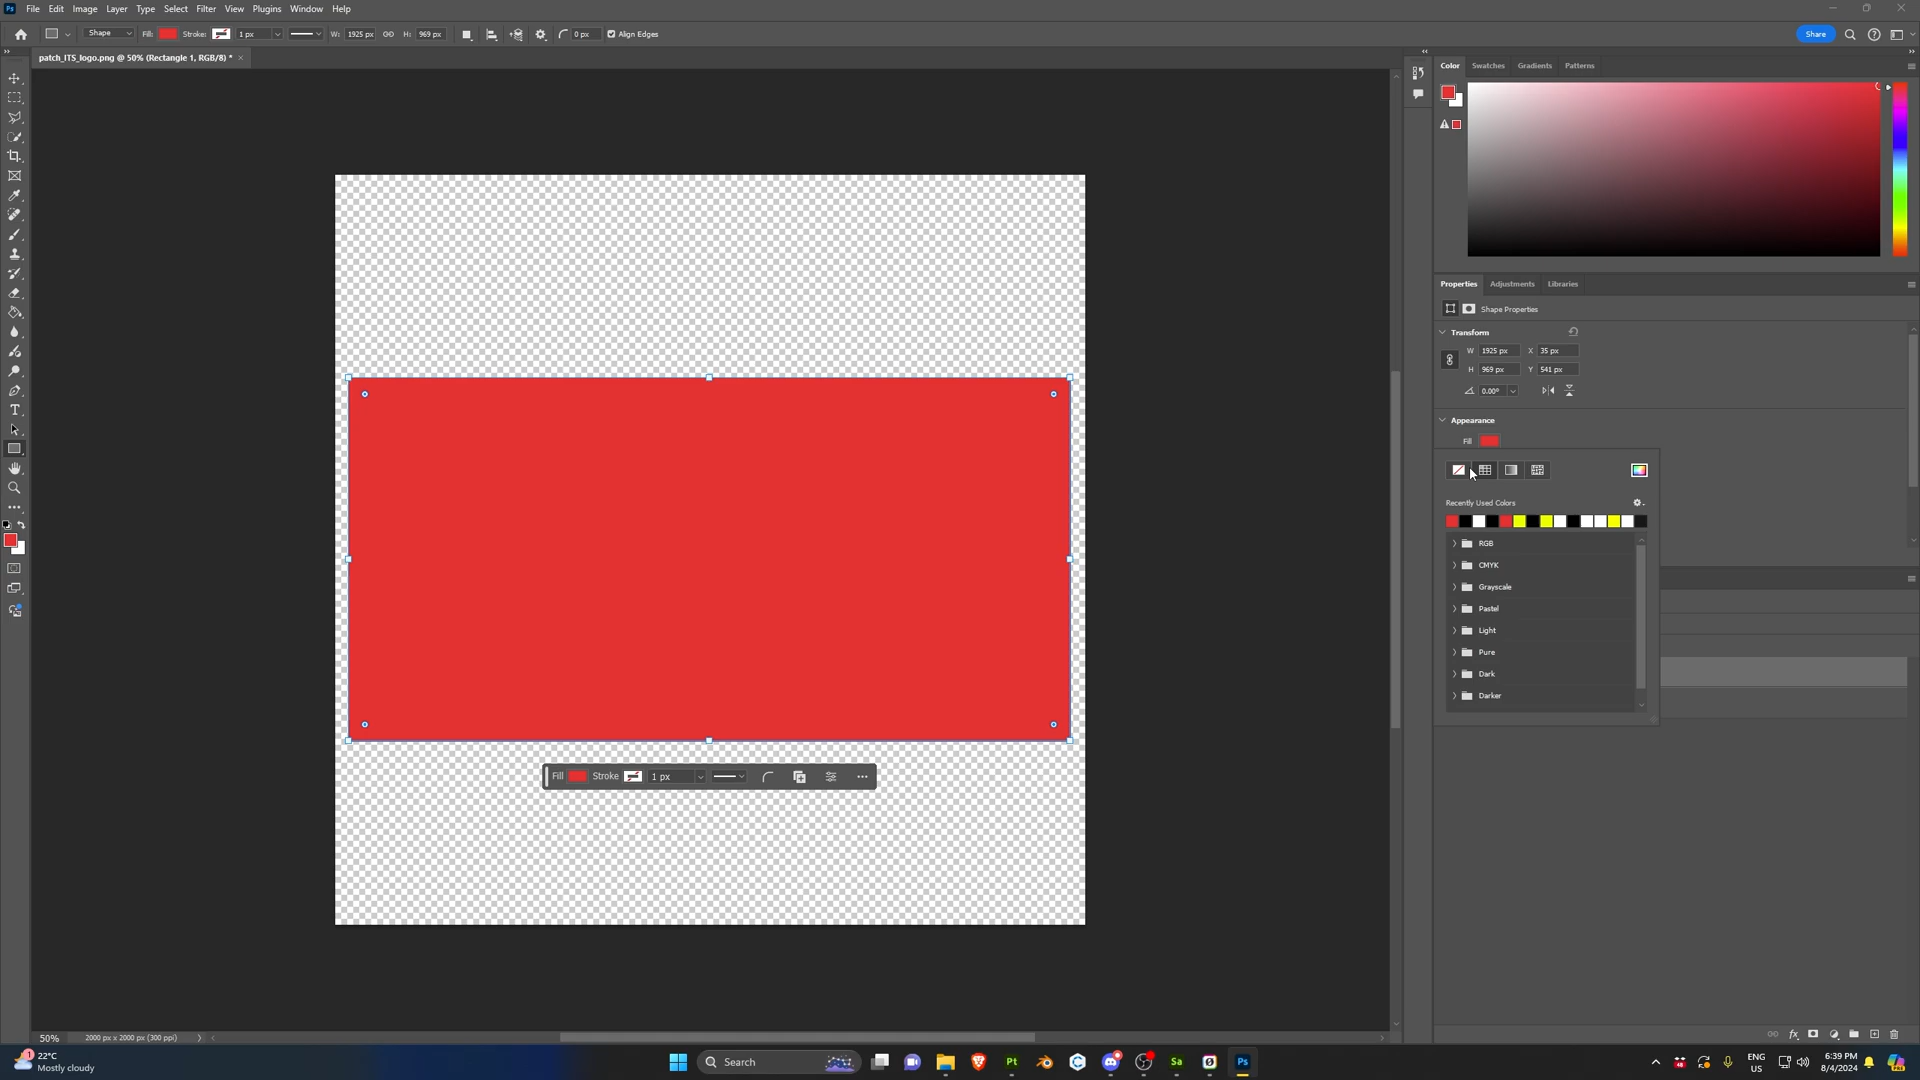 Ps File Edit Image Layer Type Select Filter View Plugins Window Help
Shape Fill: Stroke: 1 px W: 1925 px H: 969 px 0 px Align Edges Share
patch_ITS_logo.png @ 50% (Rectangle 1, RGB/8) * ×
Color Swatches Gradients Patterns
Properties Adjustments Libraries
Shape Properties
Transform
W 1925 px X 35 px
H 969 px Y 541 px
0.00°
Appearance
Fill
Recently Used Colors
RGB
CMYK
Grayscale
Pastel
Light
Pure
Dark
Darker
Fill Stroke 1 px
50% 2000 px x 2000 px (300 ppi)
22°C
Mostly cloudy
Search
Pt
Sa
Ps
ENG
US
6:39 PM
8/4/2024